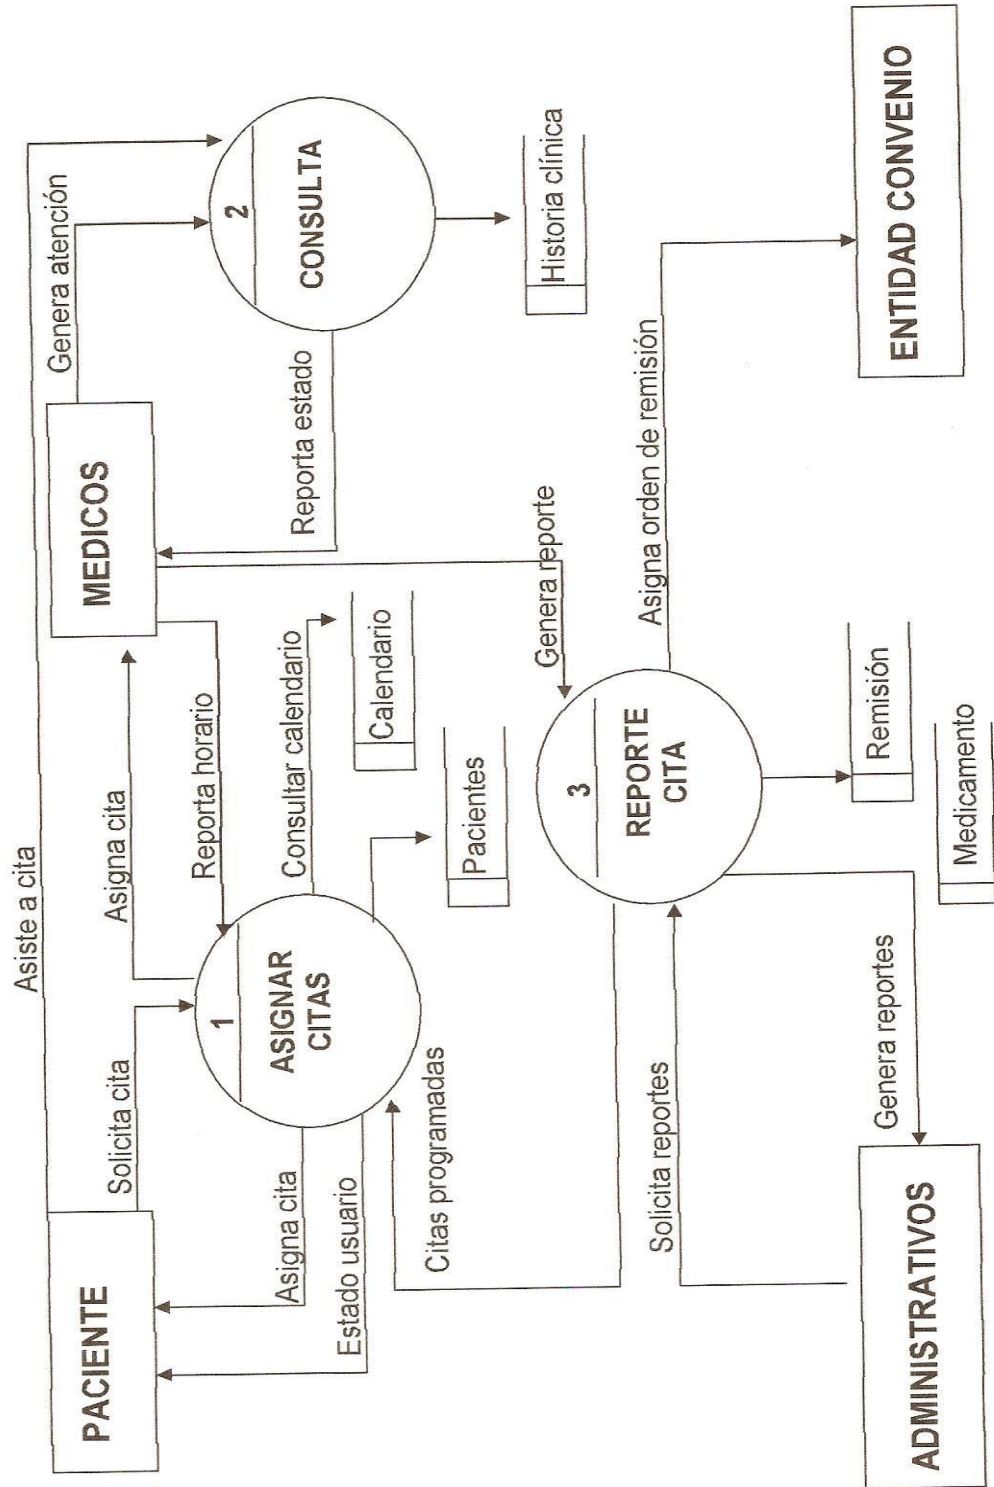 Asiste a cita
PACIENTE
Solicita cita
Asigna cita
MEDICOS
Genera atención
Reporta horario
1
ASIGNAR
CITAS
Asigna cita
Estado usuario
Consultar calendario
Calendario
Pacientes
Reporta estado
2
CONSULTA
Historia clínica
Citas programadas
Genera reporte
3
REPORTE
CITA
Solicita reportes
Asigna orden de remisión
Remisión
Medicamento
Genera reportes
ADMINISTRATIVOS
ENTIDAD CONVENIO